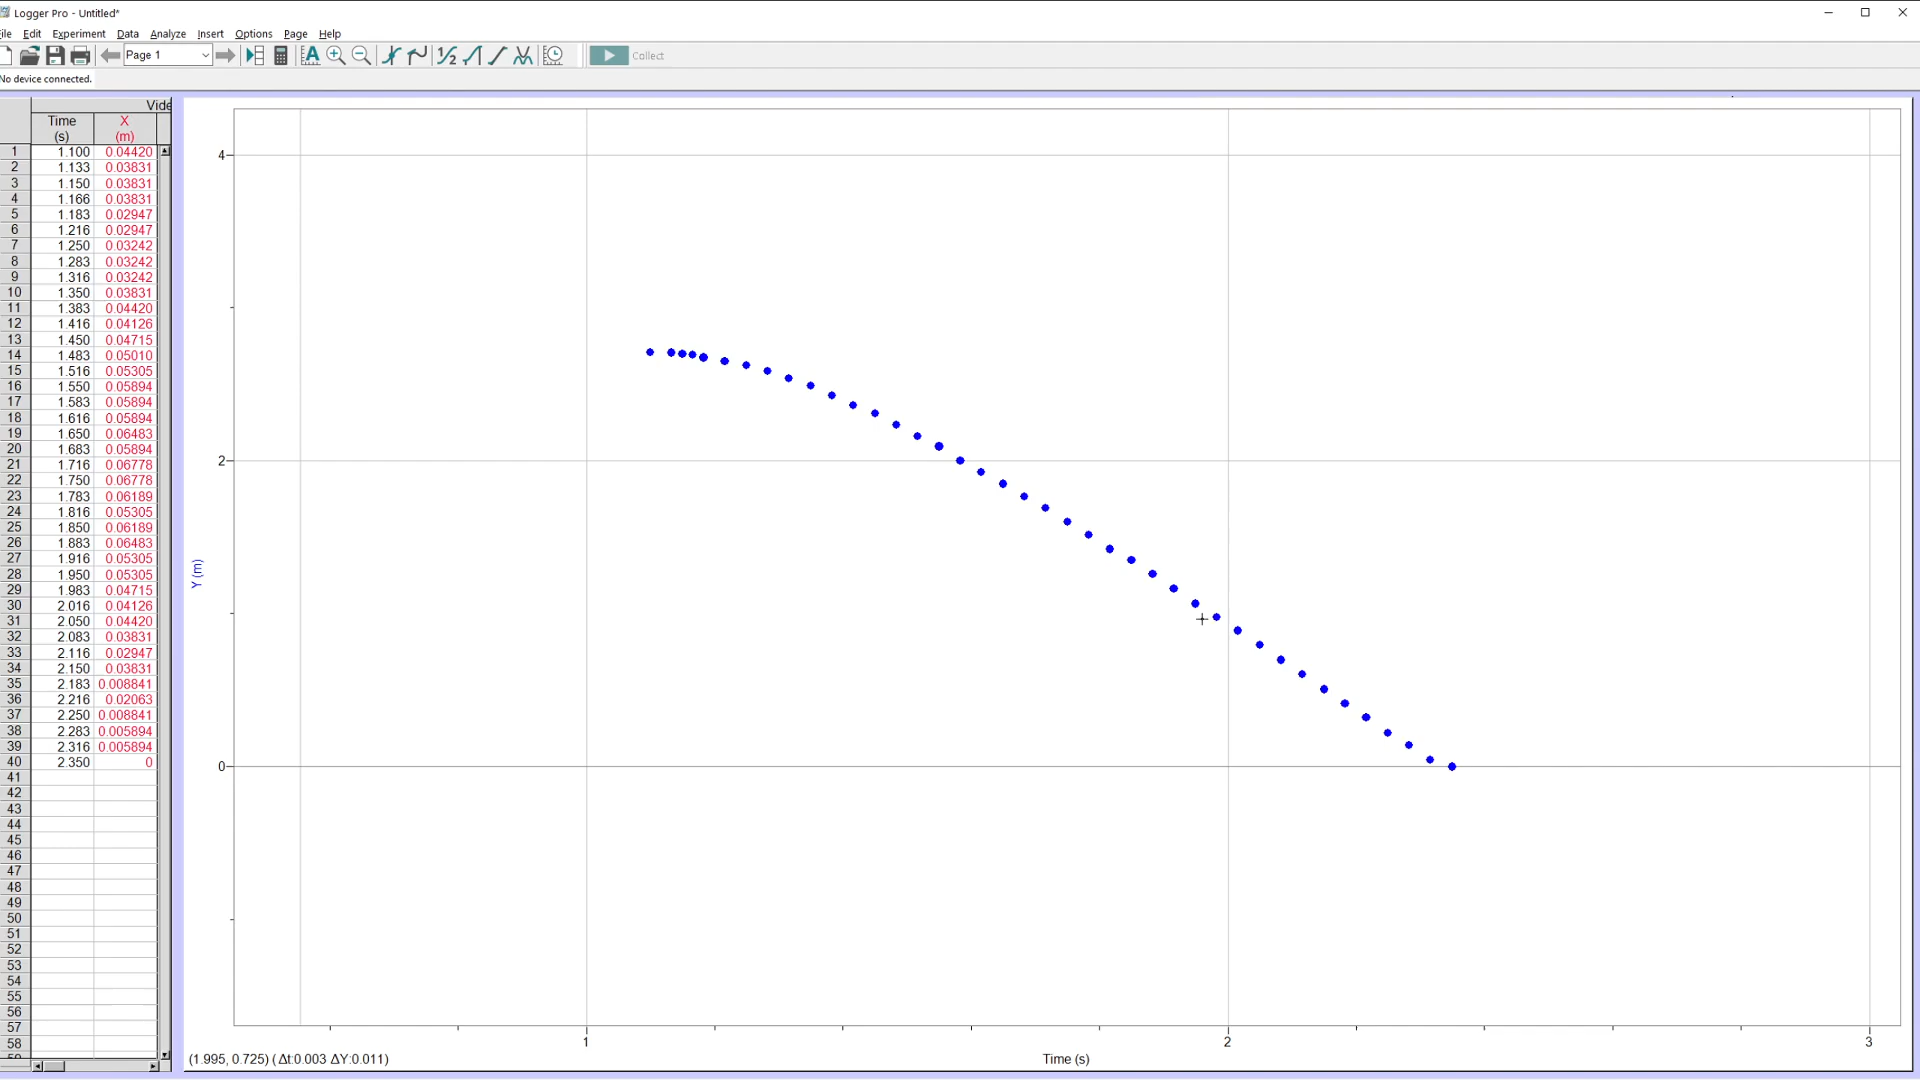 Logger Pro - Untitled*
ile Edit Experiment Data Analyze Insert Options Page Help
Page 1 Collect
No device connected.
Vide
Time X
(s) (m)
1 1.100 0.04420
2 1.133 0.03831
3 1.150 0.03831
4 1.166 0.03831
5 1.183 0.02947
6 1.216 0.02947
7 1.250 0.03242
8 1.283 0.03242
9 1.316 0.03242
10 1.350 0.03831
11 1.383 0.04420
12 1.416 0.04126
13 1.450 0.04715
14 1.483 0.05010
15 1.516 0.05305
16 1.550 0.05894
17 1.583 0.05894
18 1.616 0.05894
19 1.650 0.06483
20 1.683 0.05894
21 1.716 0.06778
22 1.750 0.06778
23 1.783 0.06189
24 1.816 0.05305
25 1.850 0.06189
26 1.883 0.06483
27 1.916 0.05305
28 1.950 0.05305
29 1.983 0.04715
30 2.016 0.04126
31 2.050 0.04420
32 2.083 0.03831
33 2.116 0.02947
34 2.150 0.03831
35 2.183 0.008841
36 2.216 0.02063
37 2.250 0.008841
38 2.283 0.005894
39 2.316 0.005894
40 2.350 0
41
42
43
44
45
46
47
48
49
50
51
52
53
54
55
56
57
58
4
2
0
Y (m)
1 2 3
(1.995, 0.725) (Δt:0.003 ΔY:0.011)
Time (s)